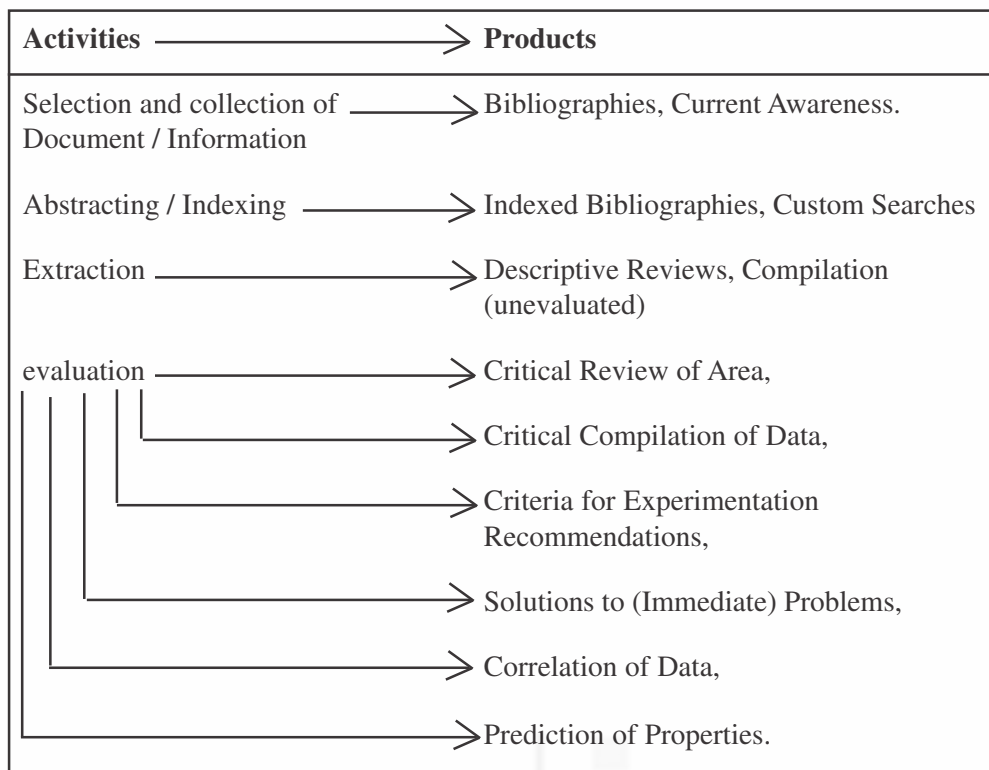 Activities Products
Selection and collection of Bibliographies, Current Awareness.
Document / Information
Abstracting / Indexing Indexed Bibliographies, Custom Searches
Extraction Descriptive Reviews, Compilation
(unevaluated)
evaluation Critical Review of Area,
Critical Compilation of Data,
Criteria for Experimentation
Recommendations,
Solutions to (Immediate) Problems,
Correlation of Data,
Prediction of Properties.